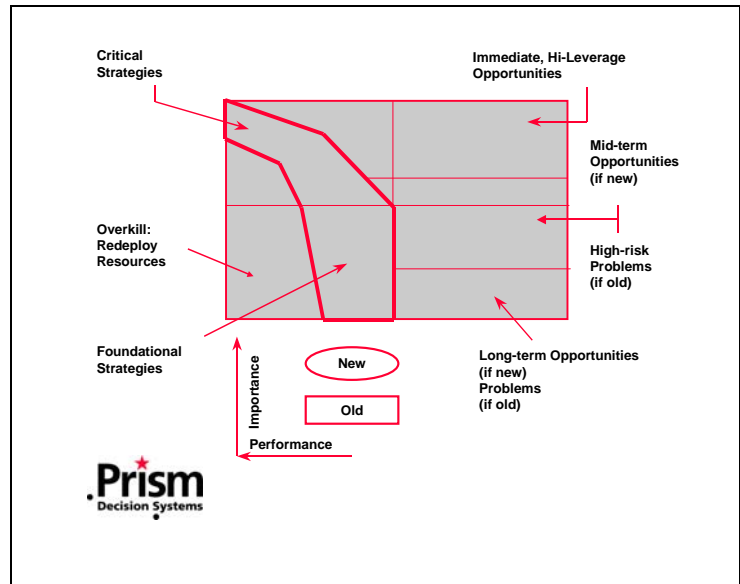 Critical
Strategies
Immediate, Hi-Leverage
Opportunities
Mid-term
Opportunities
(if new)
Overkill:
Redeploy
Resources
High-risk
Problems
(if old)
Foundational
Strategies
Long-term Opportunities
(if new)
Problems
(if old)
New
Old
Importance
Performance
Prism
Decision Systems